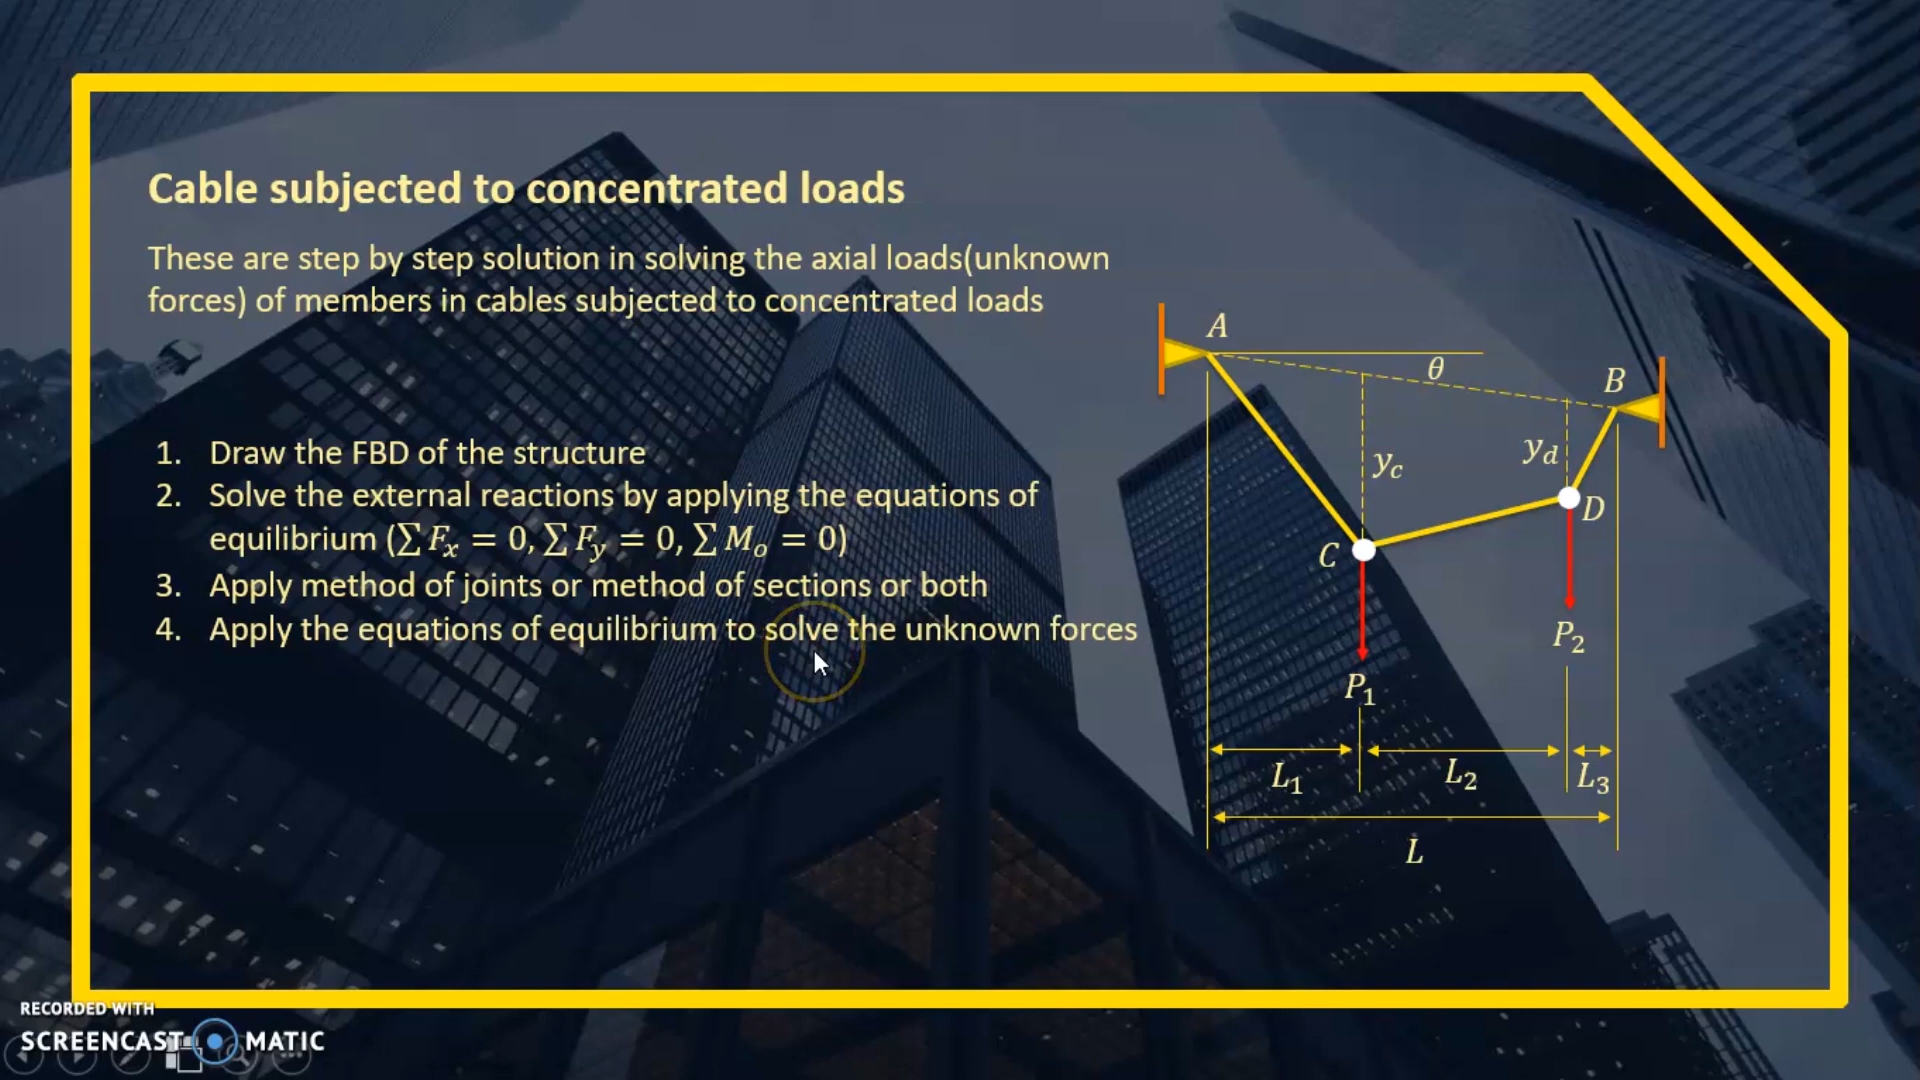 Cable subjected to concentrated loads
These are step by step solution in solving the axial loads(unknown
forces) of members in cables subjected to concentrated loads
1. Draw the FBD of the structure
2. Solve the external reactions by applying the equations of
equilibrium (∑ Fₓ = 0, ∑ F_y = 0, ∑ M_o = 0)
3. Apply method of joints or method of sections or both
4. Apply the equations of equilibrium to solve the unknown forces
A
θ
B
y_c
y_d
D
C
P₂
P₁
L₁
L₂
L₃
L
RECORDED WITH
SCREENCAST MATIC